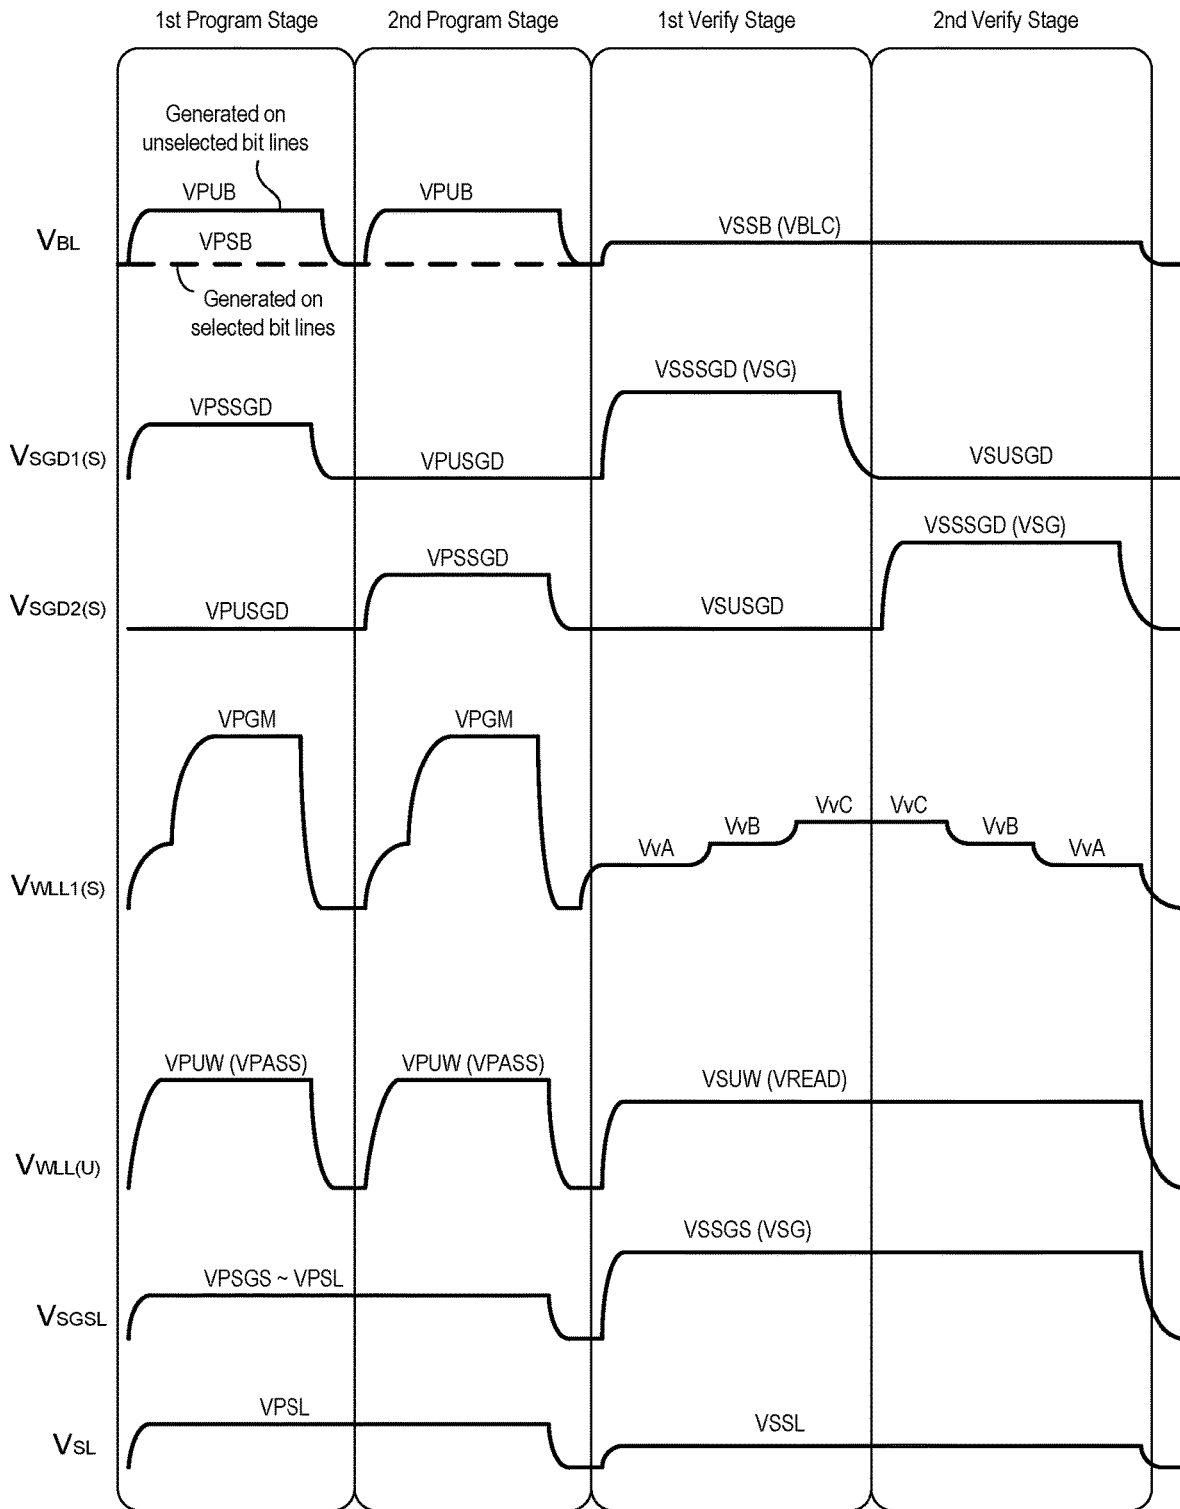 1st Program Stage 2nd Program Stage 1st Verify Stage 2nd Verify Stage
Generated on
unselected bit lines
VPUB VPUB
VSSB (VBLC)
VBL
VPSB
Generated on
selected bit lines
VSSSGD (VSG)
VPSSGD
VSGD1(S)
VPUSGD VSUSGD
VSSSGD (VSG)
VPSSGD
VSGD2(S)
VPUSGD VSUSGD
VPGM VPGM
VvC VvC
VvB VvB
VvA VvA
VWLL1(S)
VPUW (VPASS) VPUW (VPASS)
VSUW (VREAD)
VWLL(U)
VSSGS (VSG)
VPSGS ~ VPSL
VSGSL
VPSL
VSSL
VSL